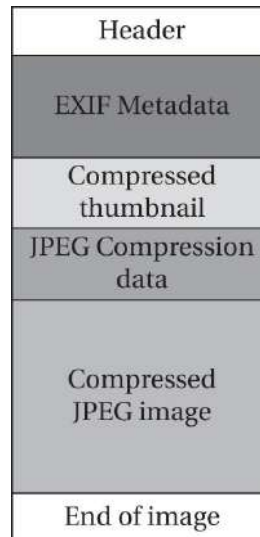 Header
EXIF Metadata
Compressed
thumbnail
JPEG Compression
data
Compressed
JPEG image
End of image